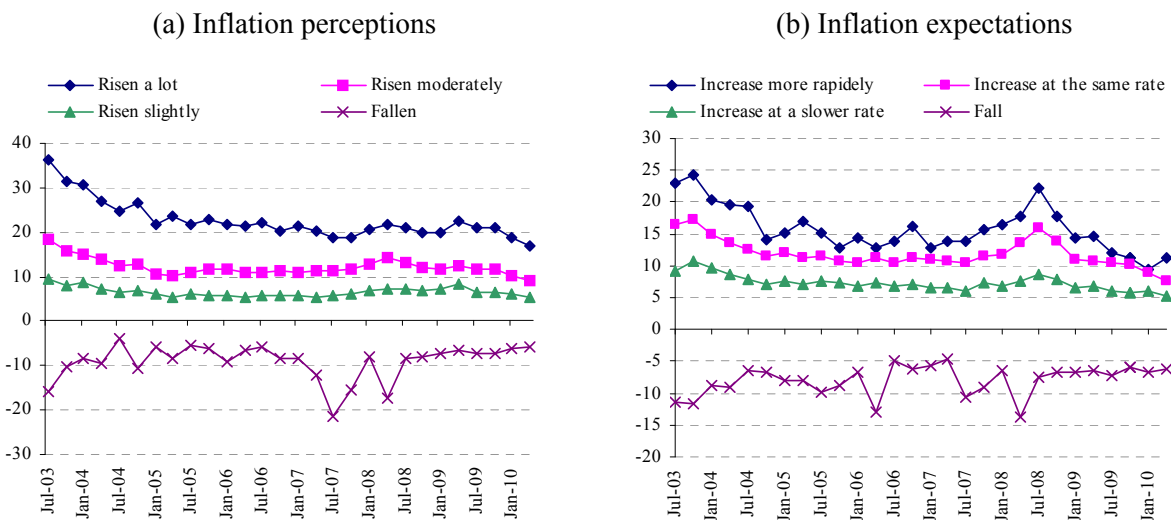 (a) Inflation perceptions
Risen a lot
Risen moderately
Risen slightly
Fallen
40
30
20
10
0
-10
-20
-30
Jul-03
Jan-04
Jul-04
Jan-05
Jul-05
Jan-06
Jul-06
Jan-07
Jul-07
Jan-08
Jul-08
Jan-09
Jul-09
Jan-10
(b) Inflation expectations
Increase more rapidely
Increase at the same rate
Increase at a slower rate
Fall
30
25
20
15
10
5
0
-5
-10
-15
-20
Jul-03
Jan-04
Jul-04
Jan-05
Jul-05
Jan-06
Jul-06
Jan-07
Jul-07
Jan-08
Jul-08
Jan-09
Jul-09
Jan-10